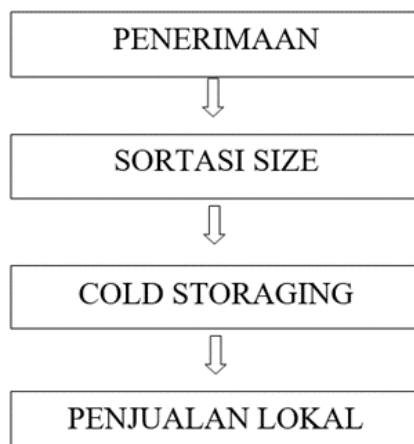 PENERIMAAN
SORTASI SIZE
COLD STORAGING
PENJUALAN LOKAL